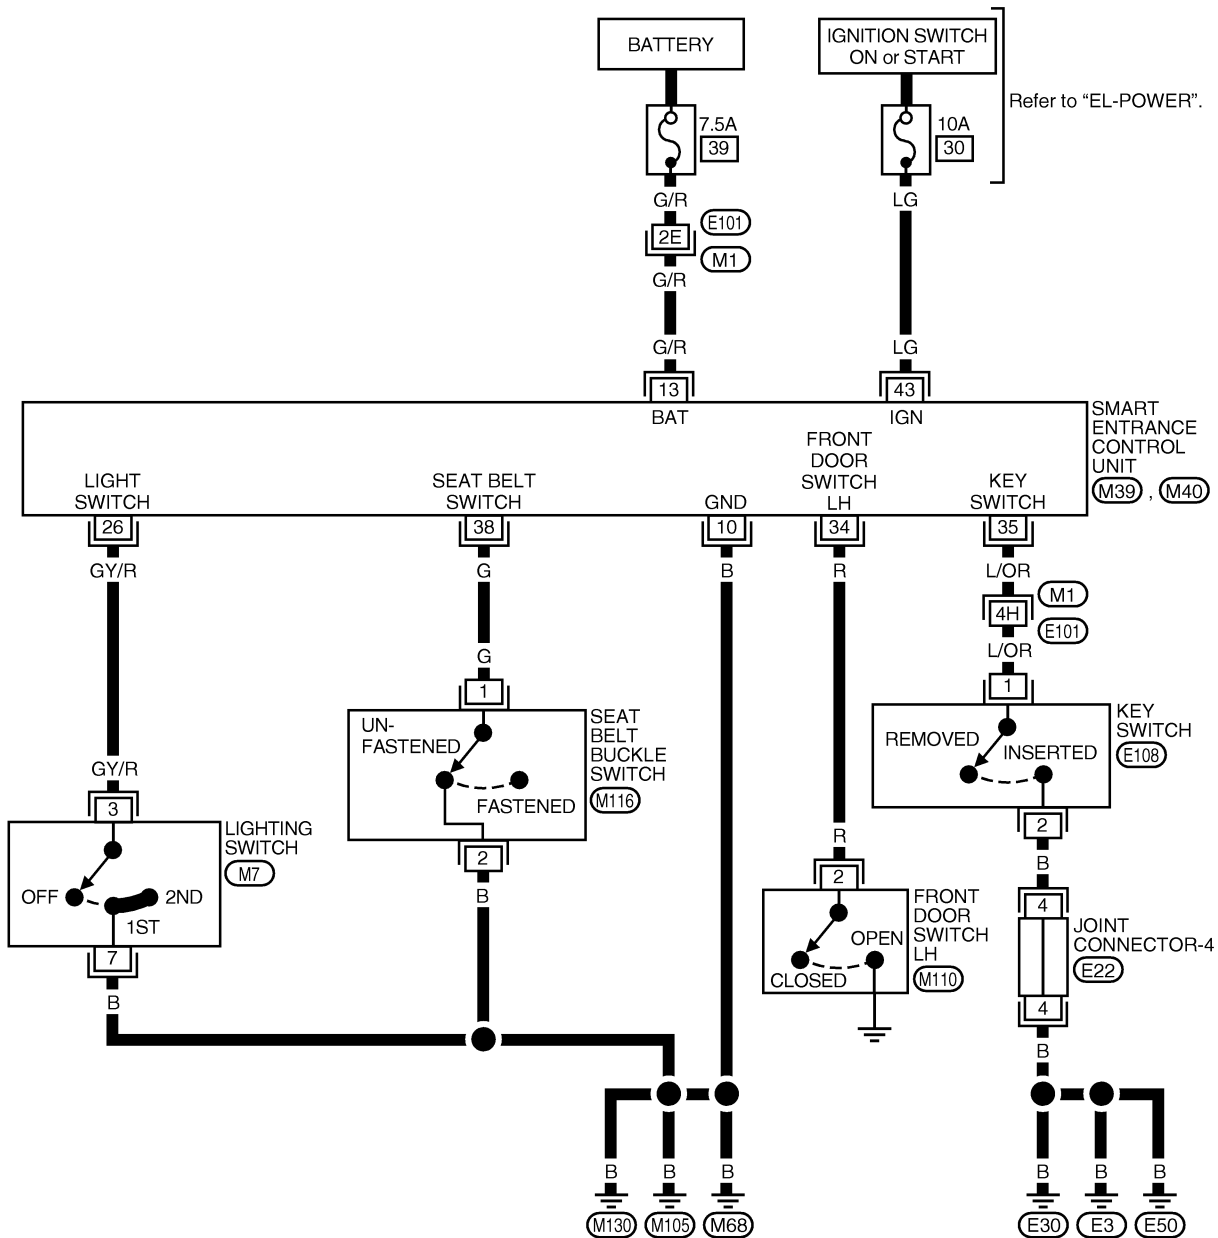 BATTERY
IGNITION SWITCH
ON or START
Refer to “EL-POWER”.
7.5A
39
10A
30
G/R
LG
2E
E101
M1
G/R
G/R
LG
13
43
BAT
IGN
SMART
ENTRANCE
CONTROL
UNIT
M39 , M40
LIGHT
SWITCH
SEAT BELT
SWITCH
GND
FRONT
DOOR
SWITCH
LH
KEY
SWITCH
26
38
10
34
35
GY/R
G
B
R
L/OR
4H
M1
E101
G
L/OR
1
1
UN-
FASTENED
FASTENED
SEAT
BELT
BUCKLE
SWITCH
M116
REMOVED
INSERTED
KEY
SWITCH
E108
GY/R
3
OFF
2ND
1ST
LIGHTING
SWITCH
M7
2
B
R
2
OPEN
CLOSED
FRONT
DOOR
SWITCH
LH
M110
2
B
4
JOINT
CONNECTOR-4
E22
4
B
7
B
B
B
B
B
B
B
M130
M105
M68
E30
E3
E50